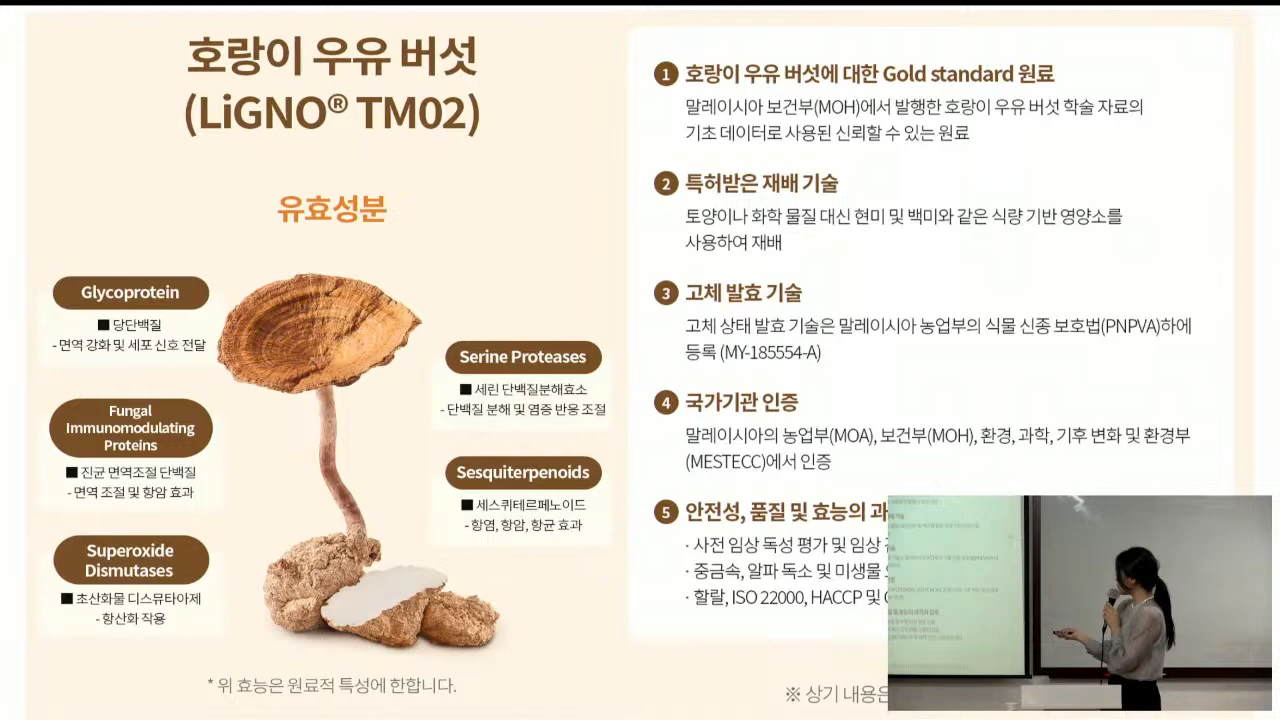 호랑이 우유 버섯
(LiGNO® TM02)
유효성분
Glycoprotein
■ 당단백질
- 면역 강화 및 세포 신호 전달
Fungal
Immunomodulating
Proteins
■ 진균 면역조절 단백질
- 면역 조절 및 항암 효과
Superoxide
Dismutases
■ 초산화물 디스뮤타아제
- 항산화 작용
Serine Proteases
■ 세린 단백질분해효소
- 단백질 분해 및 염증 반응 조절
Sesquiterpenoids
■ 세스퀴테르페노이드
- 항염, 항암, 항균 효과
* 위 효능은 원료적 특성에 한합니다.
1 호랑이 우유 버섯에 대한 Gold standard 원료
말레이시아 보건부(MOH)에서 발행한 호랑이 우유 버섯 학술 자료의
기초 데이터로 사용된 신뢰할 수 있는 원료
2 특허받은 재배 기술
토양이나 화학 물질 대신 현미 및 백미와 같은 식량 기반 영양소를
사용하여 재배
3 고체 발효 기술
고체 상태 발효 기술은 말레이시아 농업부의 식물 신종 보호법(PNPVA)하에
등록 (MY-185554-A)
4 국가기관 인증
말레이시아의 농업부(MOA), 보건부(MOH), 환경, 과학, 기후 변화 및 환경부
(MESTECC)에서 인증
5 안전성, 품질 및 효능의
· 사전 임상 독성 평가 및 임상
· 중금속, 알파 독소 및 미생물
· 할랄, ISO 22000, HACCP 및
※ 상기 내용은